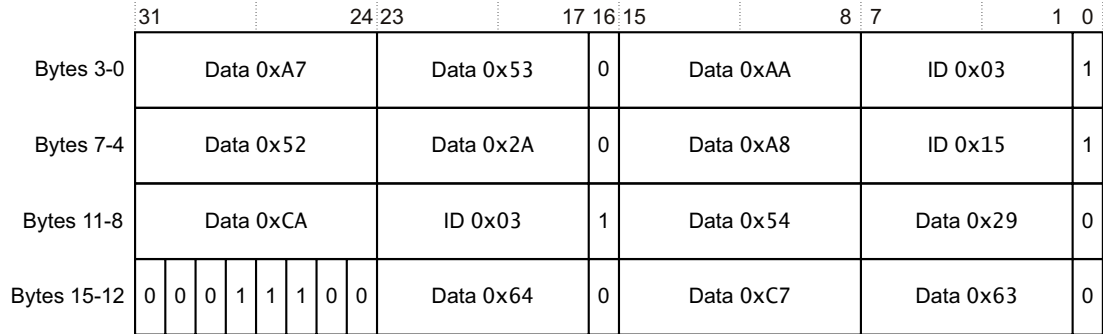 31 24 23 17 16 15 8 7 1 0
Bytes 3-0 Data 0xA7 Data 0x53 0 Data 0xAA ID 0x03 1
Bytes 7-4 Data 0x52 Data 0x2A 0 Data 0xA8 ID 0x15 1
Bytes 11-8 Data 0xCA ID 0x03 1 Data 0x54 Data 0x29 0
Bytes 15-12 0 0 0 1 1 1 0 0 Data 0x64 0 Data 0xC7 Data 0x63 0